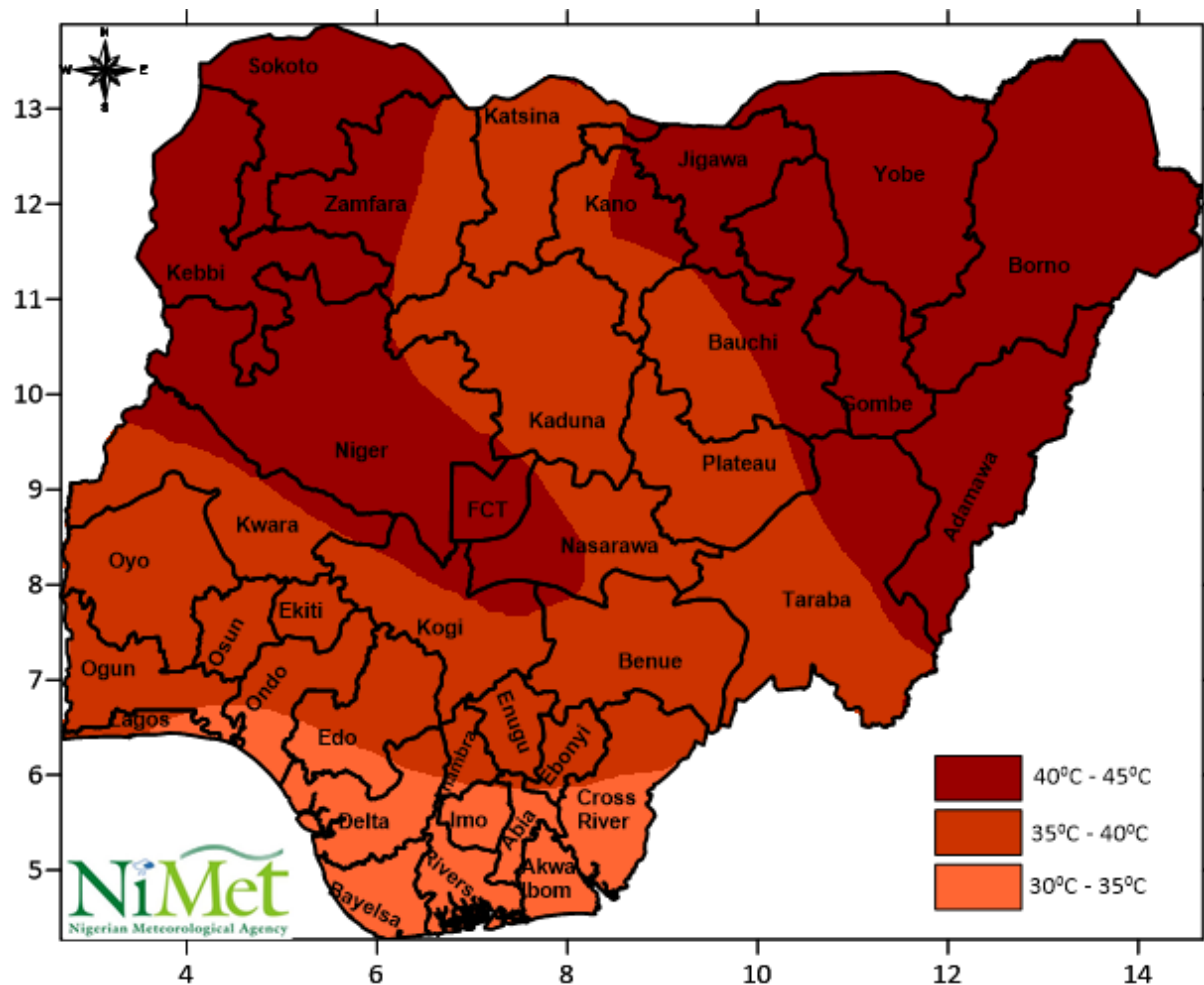 N
W E
S
Sokoto
13
Katsina
Jigawa
Yobe
12
Zamfara
Kano
Kebbi
Borno
11
Bauchi
10
Gombe
Kaduna
Niger
Plateau
9
FCT
Adamawa
Kwara
Nasarawa
Oyo
8
Taraba
Ekiti
Osun
Kogi
Benue
7
Ogun
Ondo
Enugu
Lagos
Edo
Anambra
Ebonyi
6
40⁰C - 45⁰C
Cross
River
Delta
Imo
Abia
35⁰C - 40⁰C
5
Rivers
Akwa
Ibom
30⁰C - 35⁰C
Bayelsa
NiMet
Nigerian Meteorological Agency
4 6 8 10 12 14